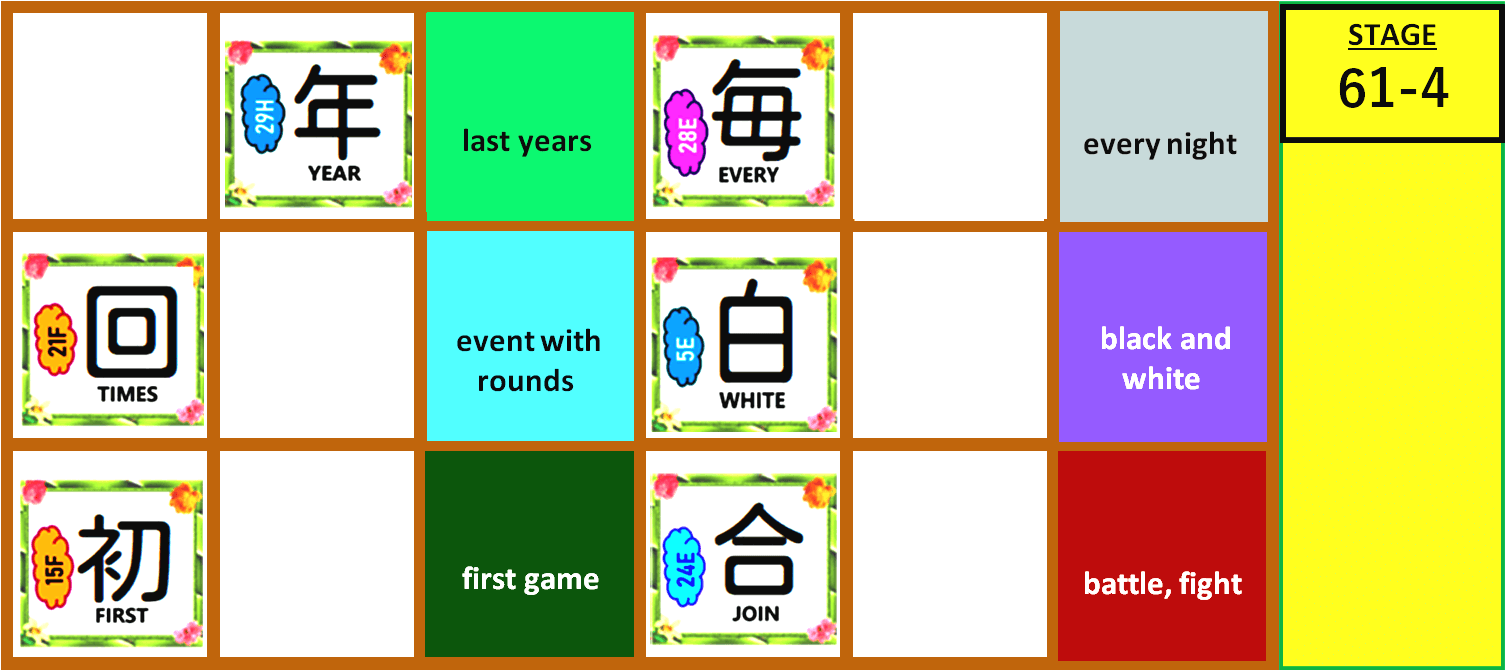 29H
年
YEAR
last years
28E
毎
EVERY
every night
STAGE
61-4
21F
回
TIMES
event with
rounds
5E
白
WHITE
black and
white
15F
初
FIRST
first game
24E
合
JOIN
battle, fight